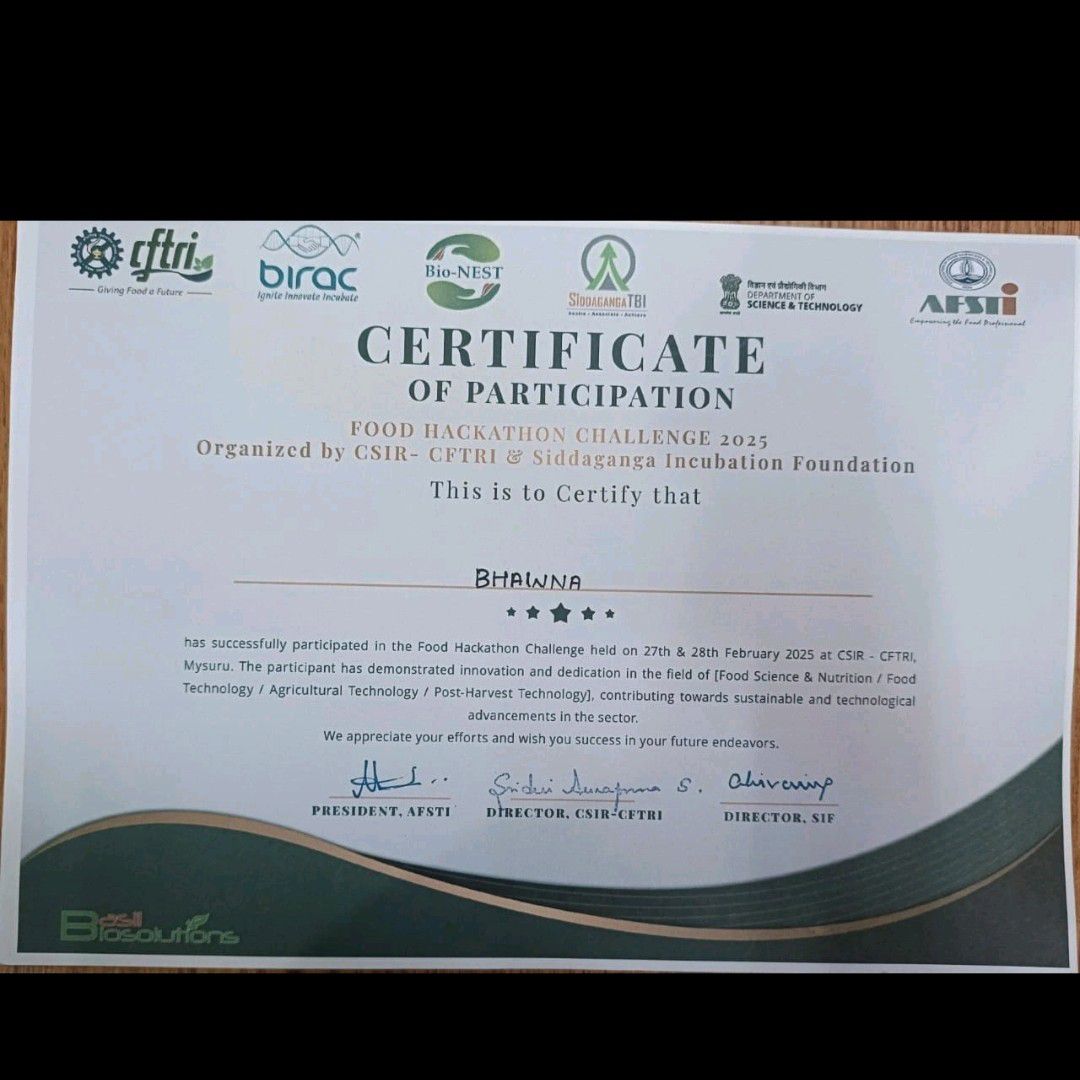 cftri
Giving Food a Future
birac
Ignite Innovate Incubate
Bio-NEST
SIDDAGANGA TBI
विज्ञान एवं प्रौद्योगिकी विभाग
DEPARTMENT OF
SCIENCE & TECHNOLOGY
AFSTi
Empowering the Food Professional
CERTIFICATE
OF PARTICIPATION
FOOD HACKATHON CHALLENGE 2025
Organized by CSIR- CFTRI & Siddaganga Incubation Foundation
This is to Certify that
BHAWNA
has successfully participated in the Food Hackathon Challenge held on 27th & 28th February 2025 at CSIR - CFTRI,
Mysuru. The participant has demonstrated innovation and dedication in the field of [Food Science & Nutrition / Food
Technology / Agricultural Technology / Post-Harvest Technology], contributing towards sustainable and technological
advancements in the sector.
We appreciate your efforts and wish you success in your future endeavors.
PRESIDENT, AFSTI
DIRECTOR, CSIR-CFTRI
DIRECTOR, SIF
Basil
Biosolutions